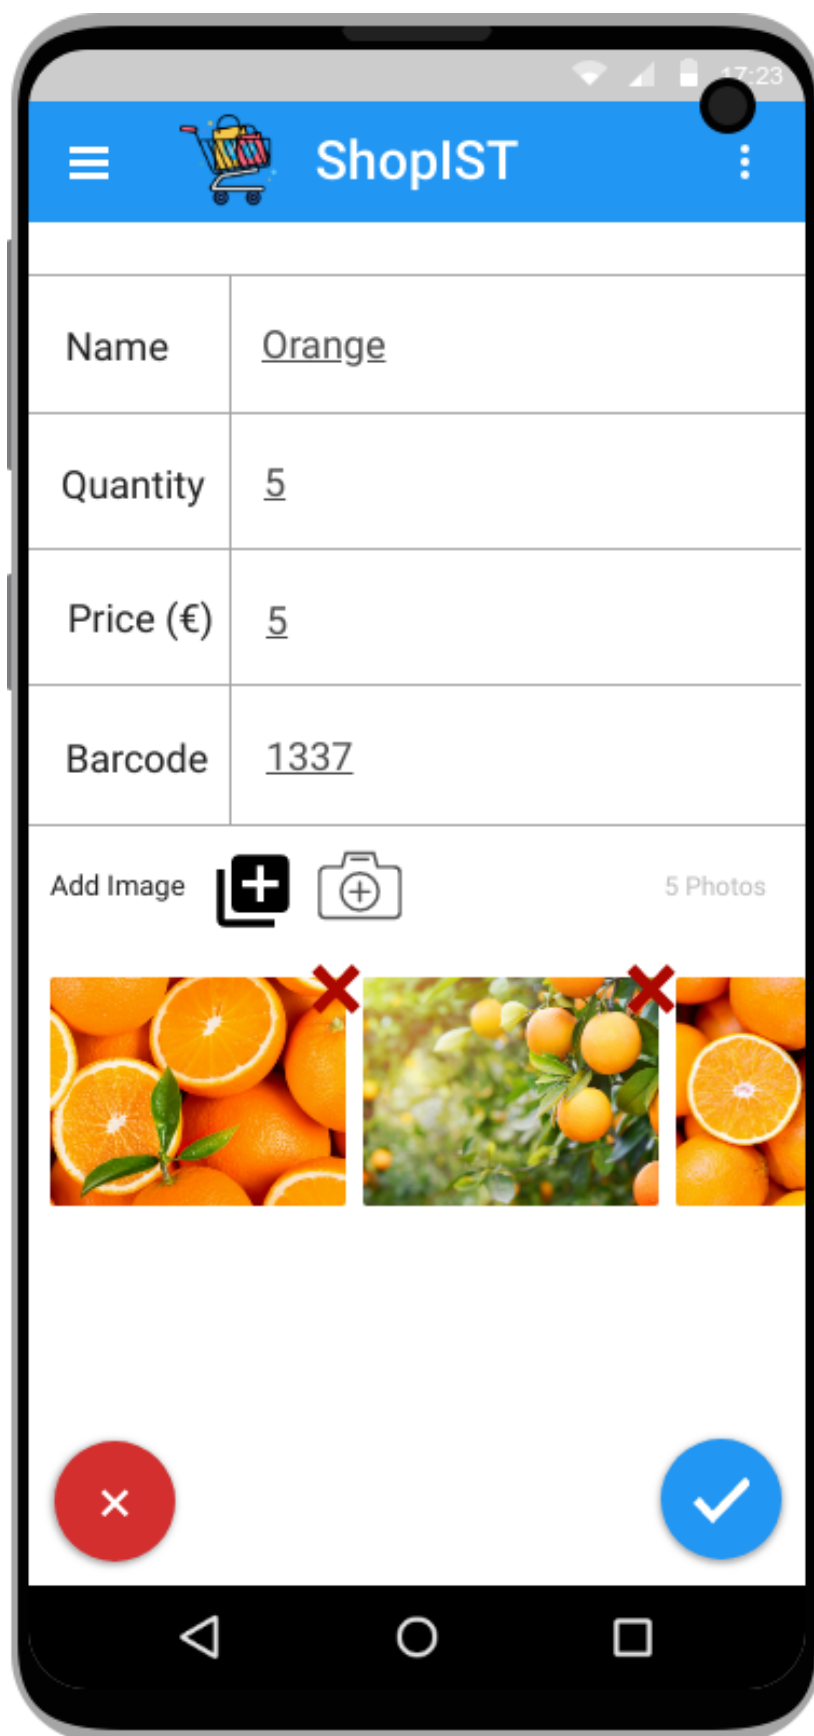 17:23
ShopIST
Name Orange
Quantity 5
Price (€) 5
Barcode 1337
Add Image 5 Photos